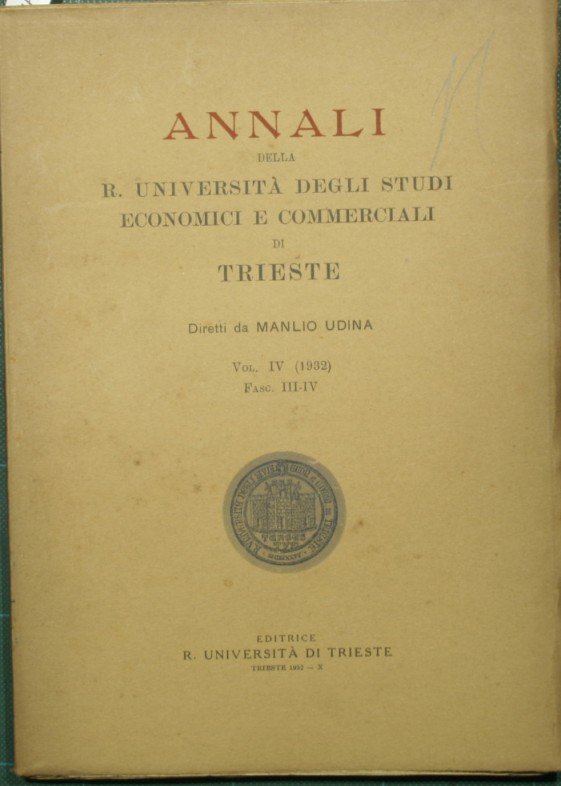 ANNALI
DELLA
R. UNIVERSITÀ DEGLI STUDI
ECONOMICI E COMMERCIALI
DI
TRIESTE
Diretti da MANLIO UDINA
VOL. IV (1932)
FASC. III-IV
EDITRICE
R. UNIVERSITÀ DI TRIESTE
TRIESTE 1932 — X